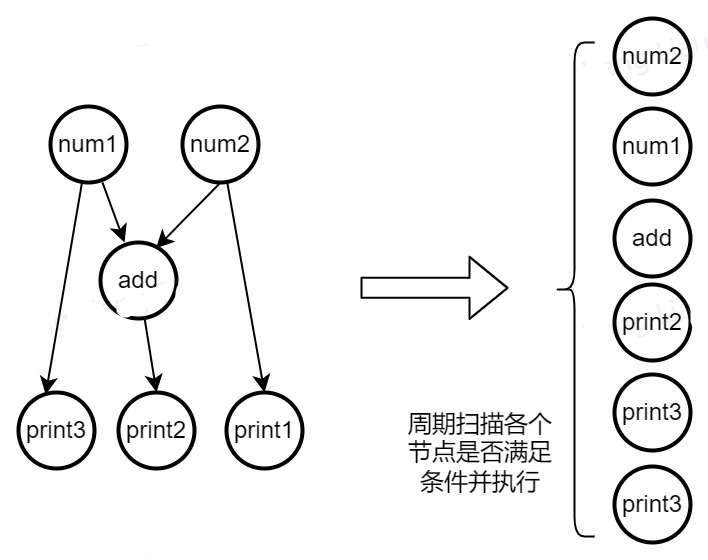 num1
num2
add
print3
print2
print1
周期扫描各个
节点是否满足
条件并执行
num2
num1
add
print2
print3
print3